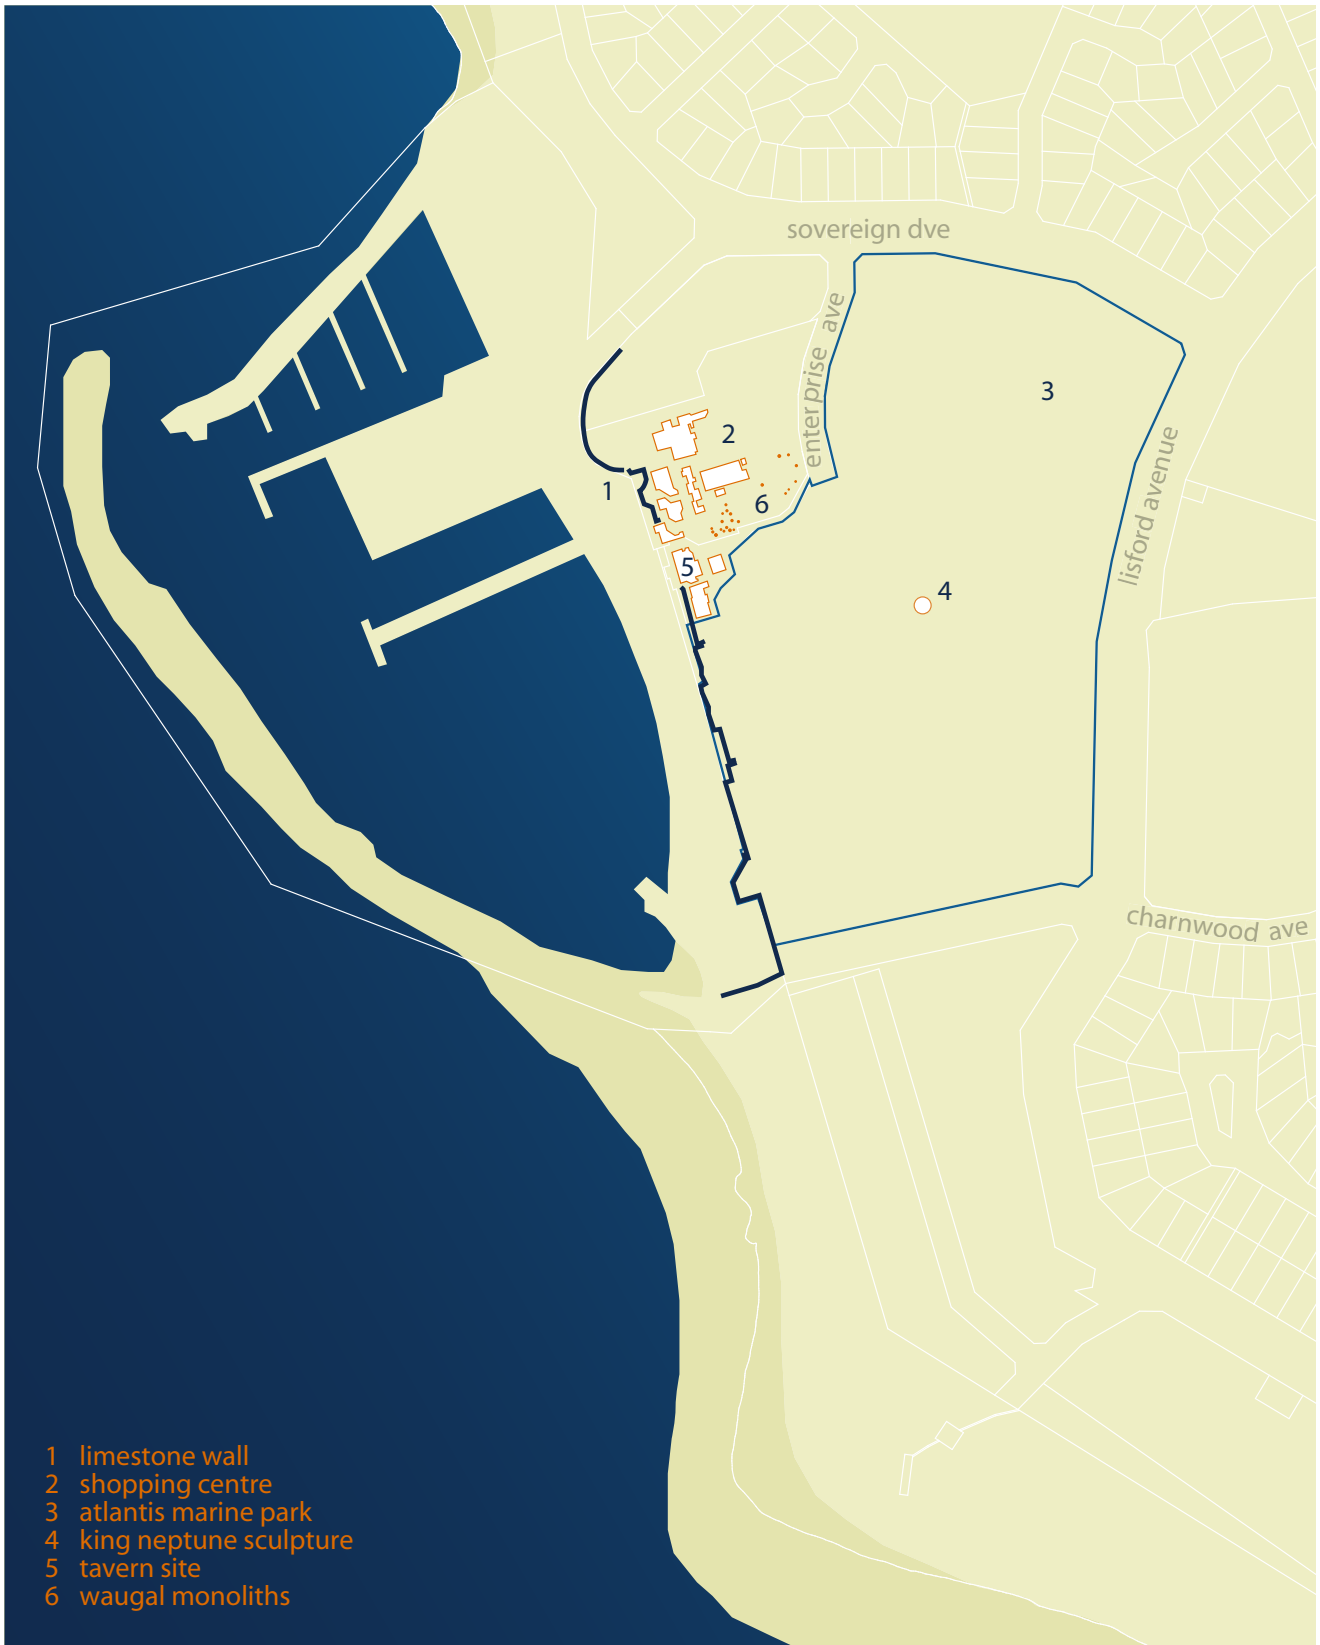 sovereign dve
enterprise ave
3
2
lisford avenue
1
6
5
4
charnwood ave
1 limestone wall
2 shopping centre
3 atlantis marine park
4 king neptune sculpture
5 tavern site
6 waugal monoliths